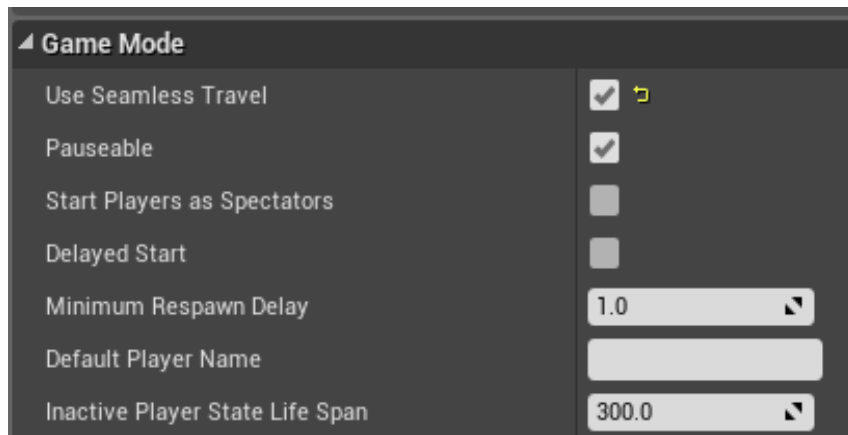 Game Mode
Use Seamless Travel
Pauseable
Start Players as Spectators
Delayed Start
Minimum Respawn Delay 1.0
Default Player Name
Inactive Player State Life Span 300.0